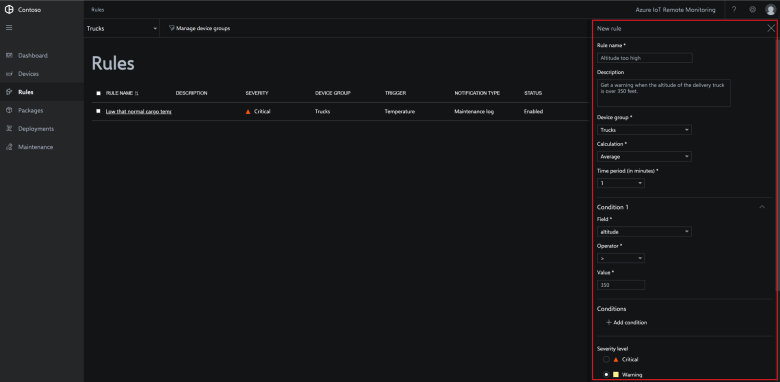 Contoso
Rules
Azure IoT Remote Monitoring
?
Trucks
Manage device groups
Dashboard
Devices
Rules
Packages
Deployments
Maintenance
Rules
RULE NAME
DESCRIPTION
SEVERITY
DEVICE GROUP
TRIGGER
NOTIFICATION TYPE
STATUS
Low that normal cargo temp
Critical
Trucks
Temperature
Maintenance log
Enabled
New rule
Rule name *
Altitude too high
Description
Get a warning when the altitude of the delivery truck
is over 350 feet.
Device group *
Trucks
Calculation *
Average
Time period (in minutes) *
1
Condition 1
Field *
altitude
Operator *
>
Value *
350
Conditions
+ Add condition
Severity level
Critical
Warning